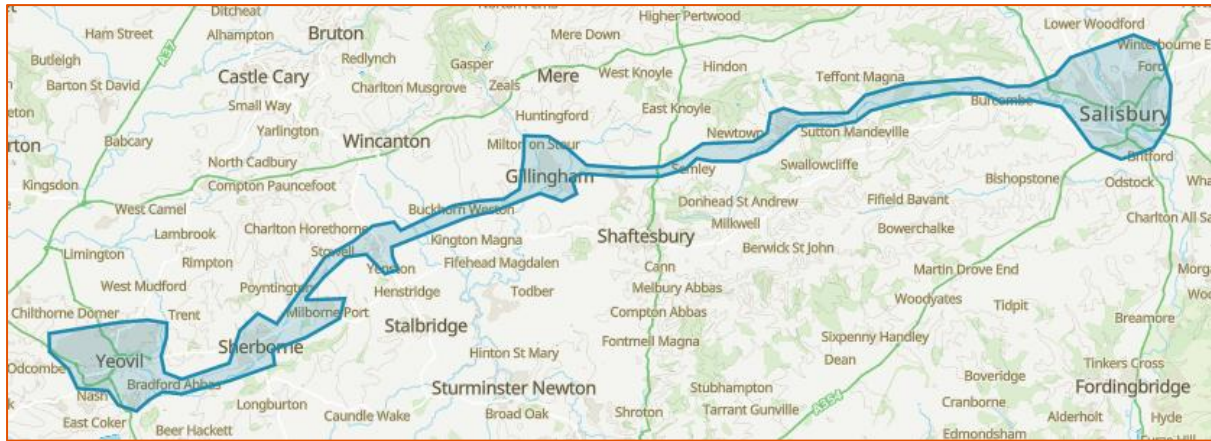 Ditcheat
Higher Pertwood
Lower Woodford
Ham Street
Alhampton
Bruton
Mere Down
Winterbourne E
Butleigh
A37
Redlynch
Gasper
Mere
West Knoyle
Hindon
Teffont Magna
Ford
Barton St David
Castle Cary
Charlton Musgrove
Zeals
Small Way
Huntingford
East Knoyle
Burcombe
Salisbury
Babcary
Yarlington
Wincanton
Milton on Stour
Newtown
Sutton Mandeville
North Cadbury
Gillingham
Semley
Swallowcliffe
Britford
Kingsdon
Compton Pauncefoot
Bishopstone
Odstock
West Camel
Buckhorn Weston
Donhead St Andrew
Fifield Bavant
Charlton All Sa
Lambrook
Charlton Horethorne
Kington Magna
Shaftesbury
Milkwell
Bowerchalke
Limington
Rimpton
Stowell
Yenston
Fifehead Magdalen
Cann
Berwick St John
Martin Drove End
West Mudford
Poyntington
Henstridge
Todber
Melbury Abbas
Woodyates
Tidpit
Chilthorne Domer
Trent
Milborne Port
Stalbridge
Compton Abbas
Breamore
Yeovil
Sherborne
Hinton St Mary
Fontmell Magna
Sixpenny Handley
Dean
Tinkers Cross
Odcombe
Bradford Abbas
Sturminster Newton
Stubhampton
Boveridge
Fordingbridge
Nash
Longburton
Caundle Wake
Broad Oak
Shroton
Tarrant Gunville
A354
Cranborne
Alderholt
Hyde
East Coker
Beer Hackett
Edmondsham